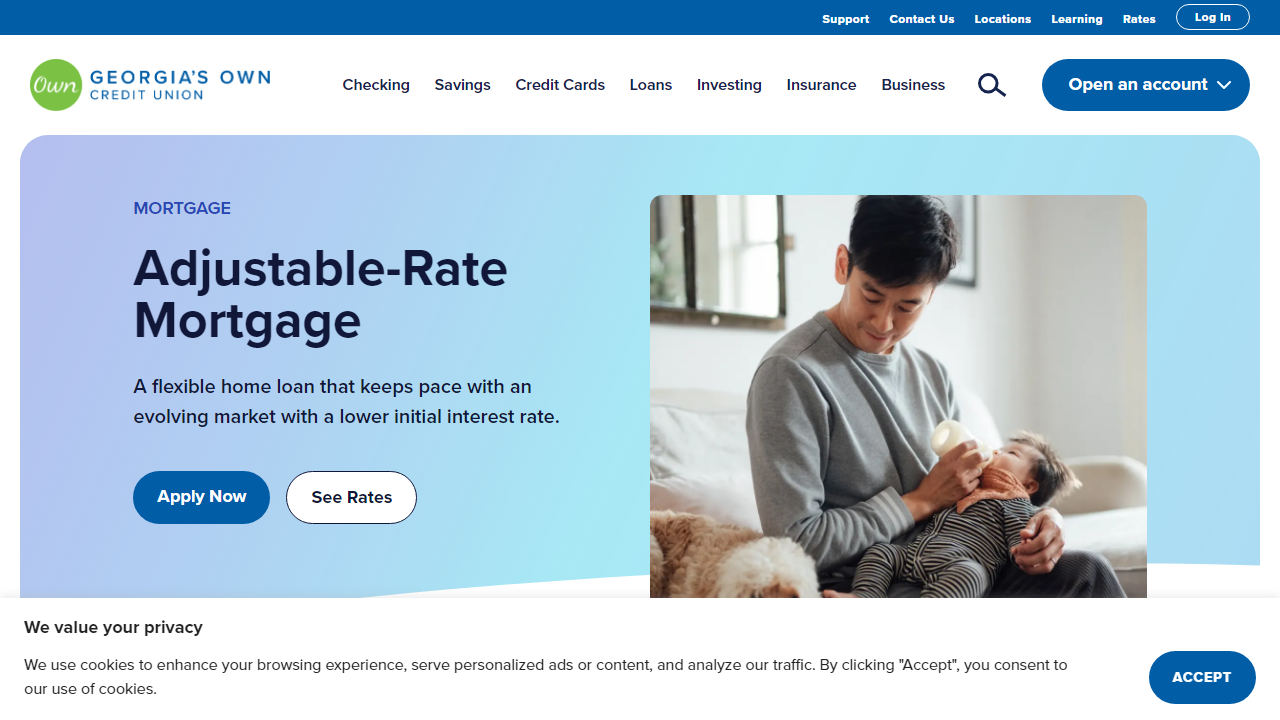 Support Contact Us Locations Learning Rates Log In
Own GEORGIA'S OWN
CREDIT UNION
Checking Savings Credit Cards Loans Investing Insurance Business Open an account
MORTGAGE
Adjustable-Rate
Mortgage
A flexible home loan that keeps pace with an
evolving market with a lower initial interest rate.
Apply Now See Rates
We value your privacy
We use cookies to enhance your browsing experience, serve personalized ads or content, and analyze our traffic. By clicking "Accept", you consent to
our use of cookies.
ACCEPT